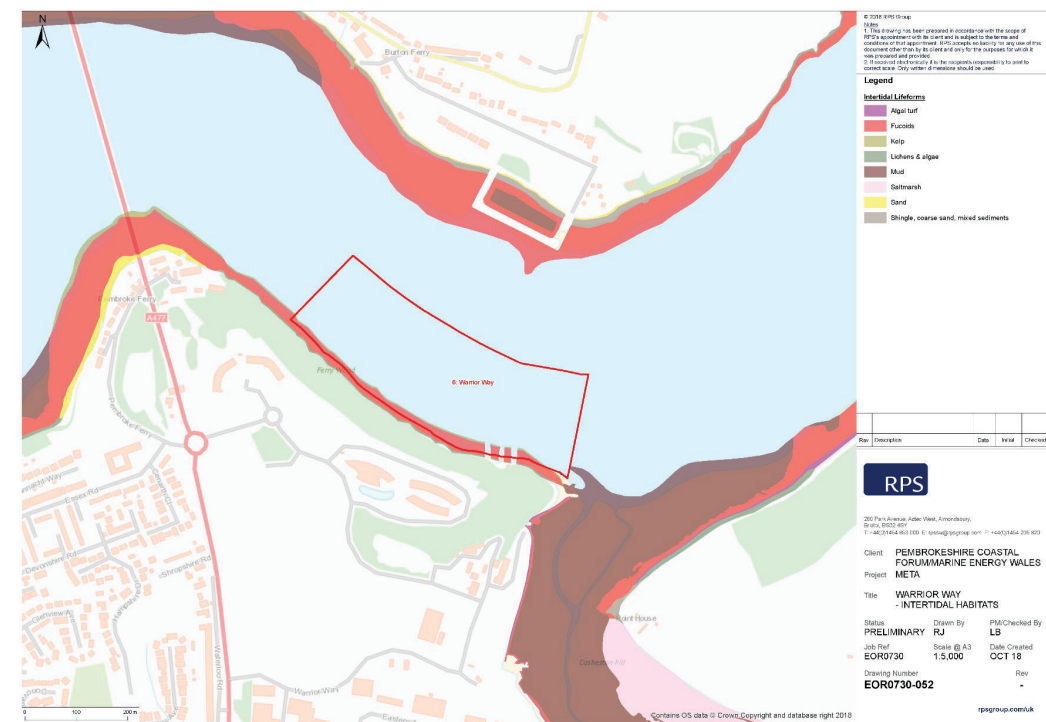 N
Burton Ferry
Pembroke Ferry
A477
Ferry Wood
6: Warrior Way
Pembroke Ferry
Essex Rd
Devonshire Rd
Shropshire Rd
Hampshire Dr
Waterloo Rd
Warrior Way
Point House
Cosheston Pill
0 100 200 m
Contains OS data © Crown Copyright and database right 2018
© 2018 RPS Group
Notes
1. This drawing has been prepared in accordance with the scope of
RPS's appointment with its client and is subject to the terms and
conditions of that appointment. RPS accepts no liability for any use of this
document other than by its client and only for the purposes for which it
was prepared and provided.
2. If received electronically it is the recipients responsibility to print to
correct scale. Only written dimensions should be used.
Legend
Intertidal Lifeforms
Algal turf
Fucoids
Kelp
Lichens & algae
Mud
Saltmarsh
Sand
Shingle, coarse sand, mixed sediments
Rev Description Date Initial Checked
RPS
260 Park Avenue, Aztec West, Almondsbury,
Bristol, BS32 4SY
Client PEMBROKESHIRE COASTAL
FORUM/MARINE ENERGY WALES
Project META
Title WARRIOR WAY
- INTERTIDAL HABITATS
Status Drawn By PM/Checked By
PRELIMINARY RJ LB
Job Ref Scale @ A3 Date Created
EOR0730 1:5,000 OCT 18
Drawing Number Rev
EOR0730-052 -
rpsgroup.com/uk